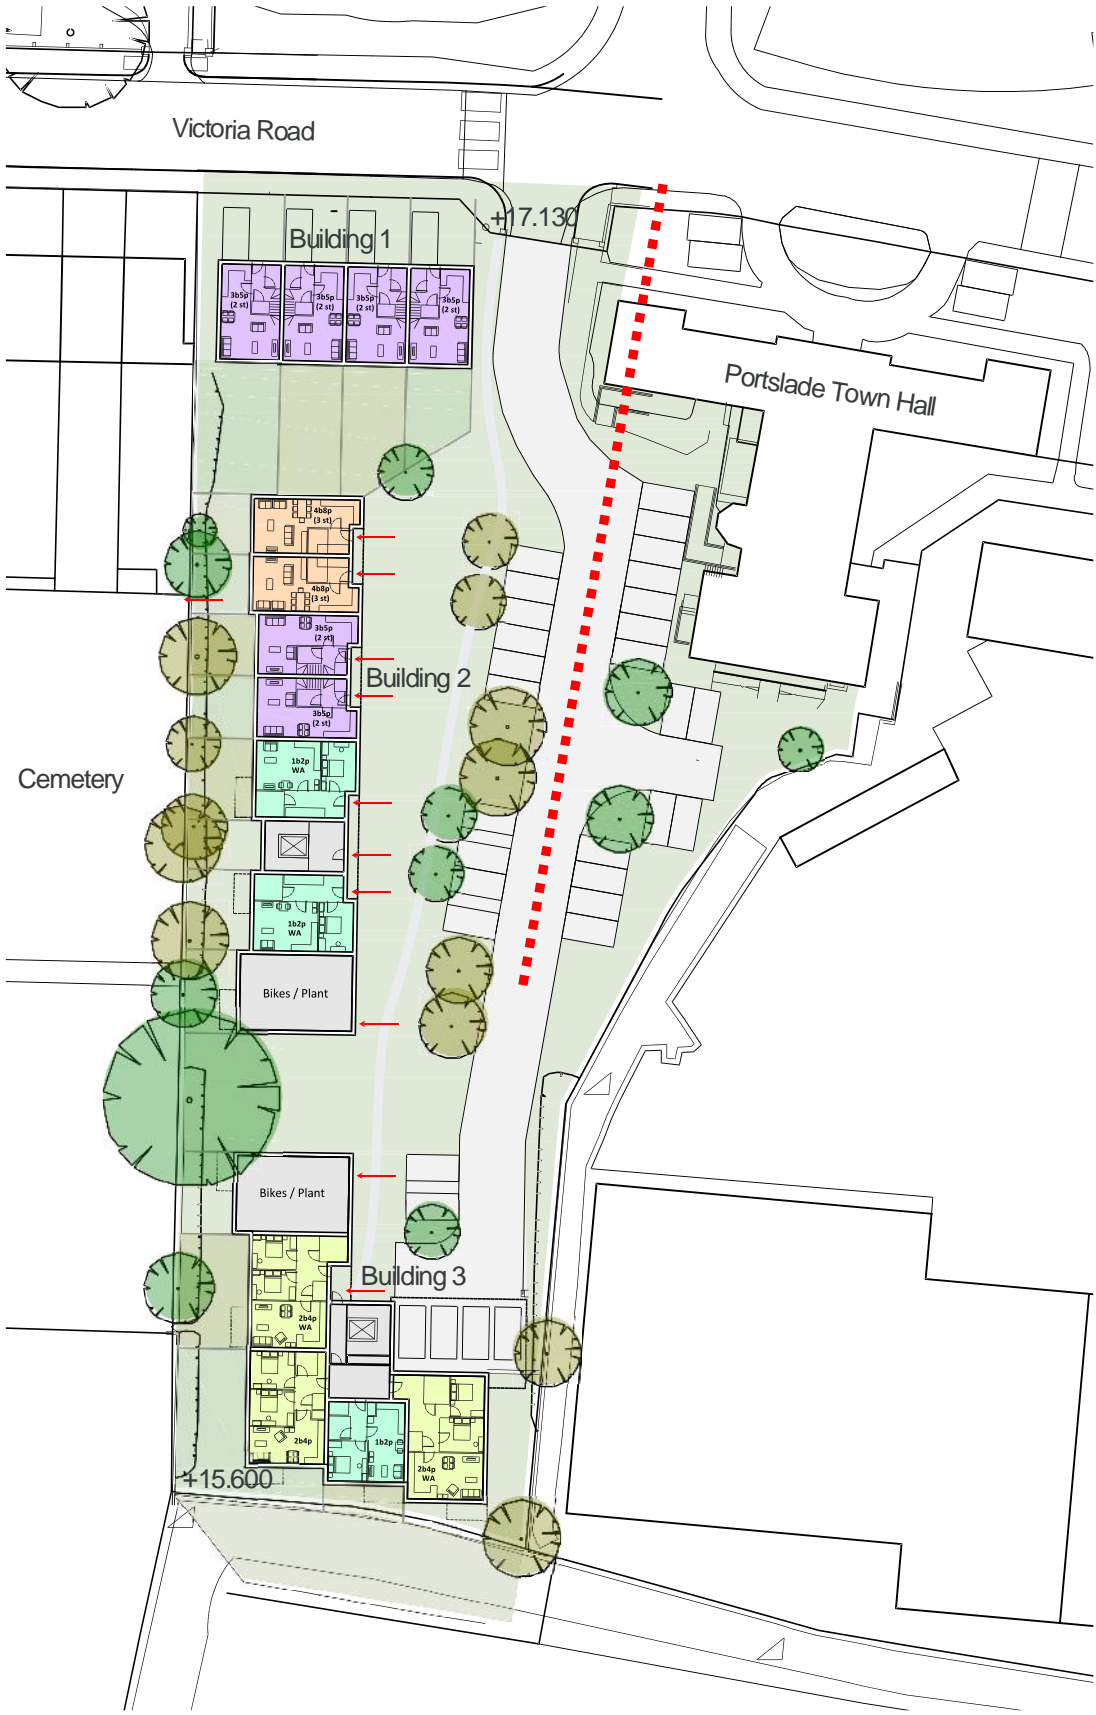 Victoria Road
+17.130
Building 1
3b5p
(2 st)
3b5p
(2 st)
3b5p
(2 st)
3b5p
(2 st)
Portslade Town Hall
4b8p
(3 st)
4b8p
(3 st)
3b5p
(2 st)
Building 2
3b5p
(2 st)
1b2p
WA
Cemetery
1b2p
WA
Bikes / Plant
Bikes / Plant
Building 3
2b4p
WA
2b4p
1b2p
2b4p
WA
+15.600